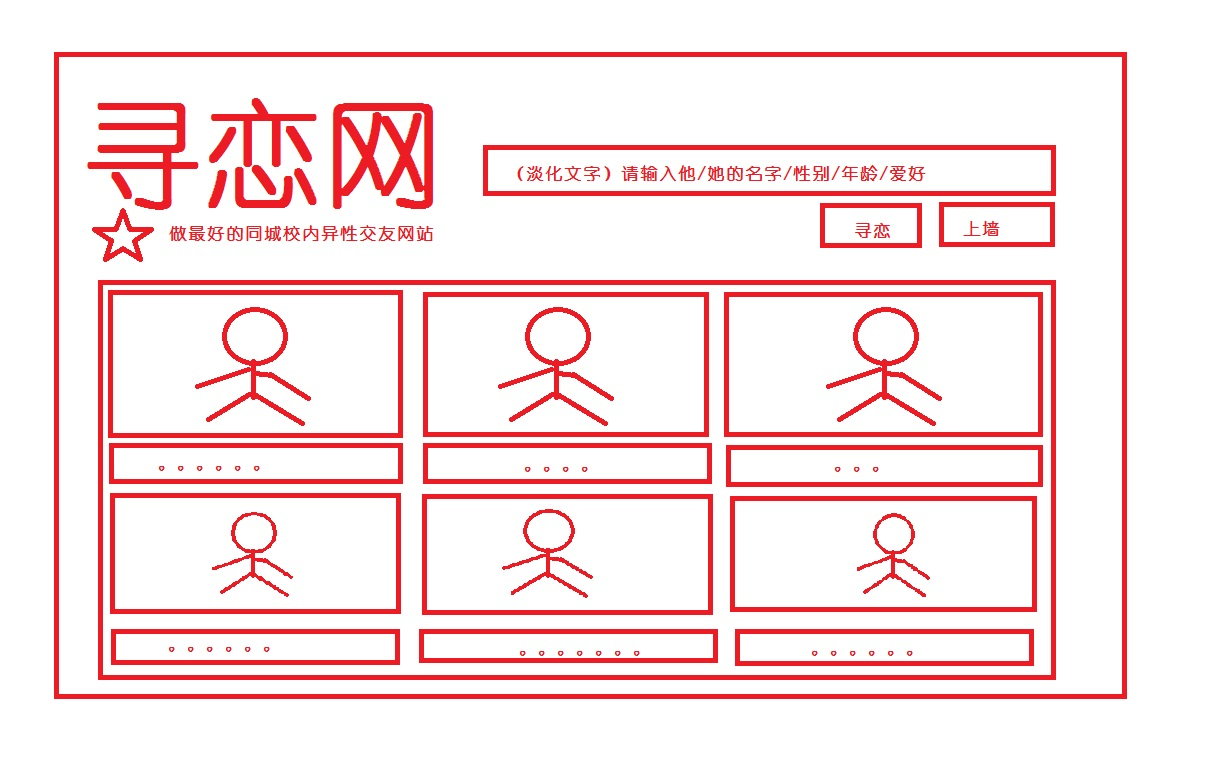 寻恋网
（淡化文字）请输入他/她的名字/性别/年龄/爱好
寻恋
上墙
做最好的同城校内异性交友网站
。。。。。。
。。。。
。。。
。。。。。。
。。。。。。。
。。。。。。